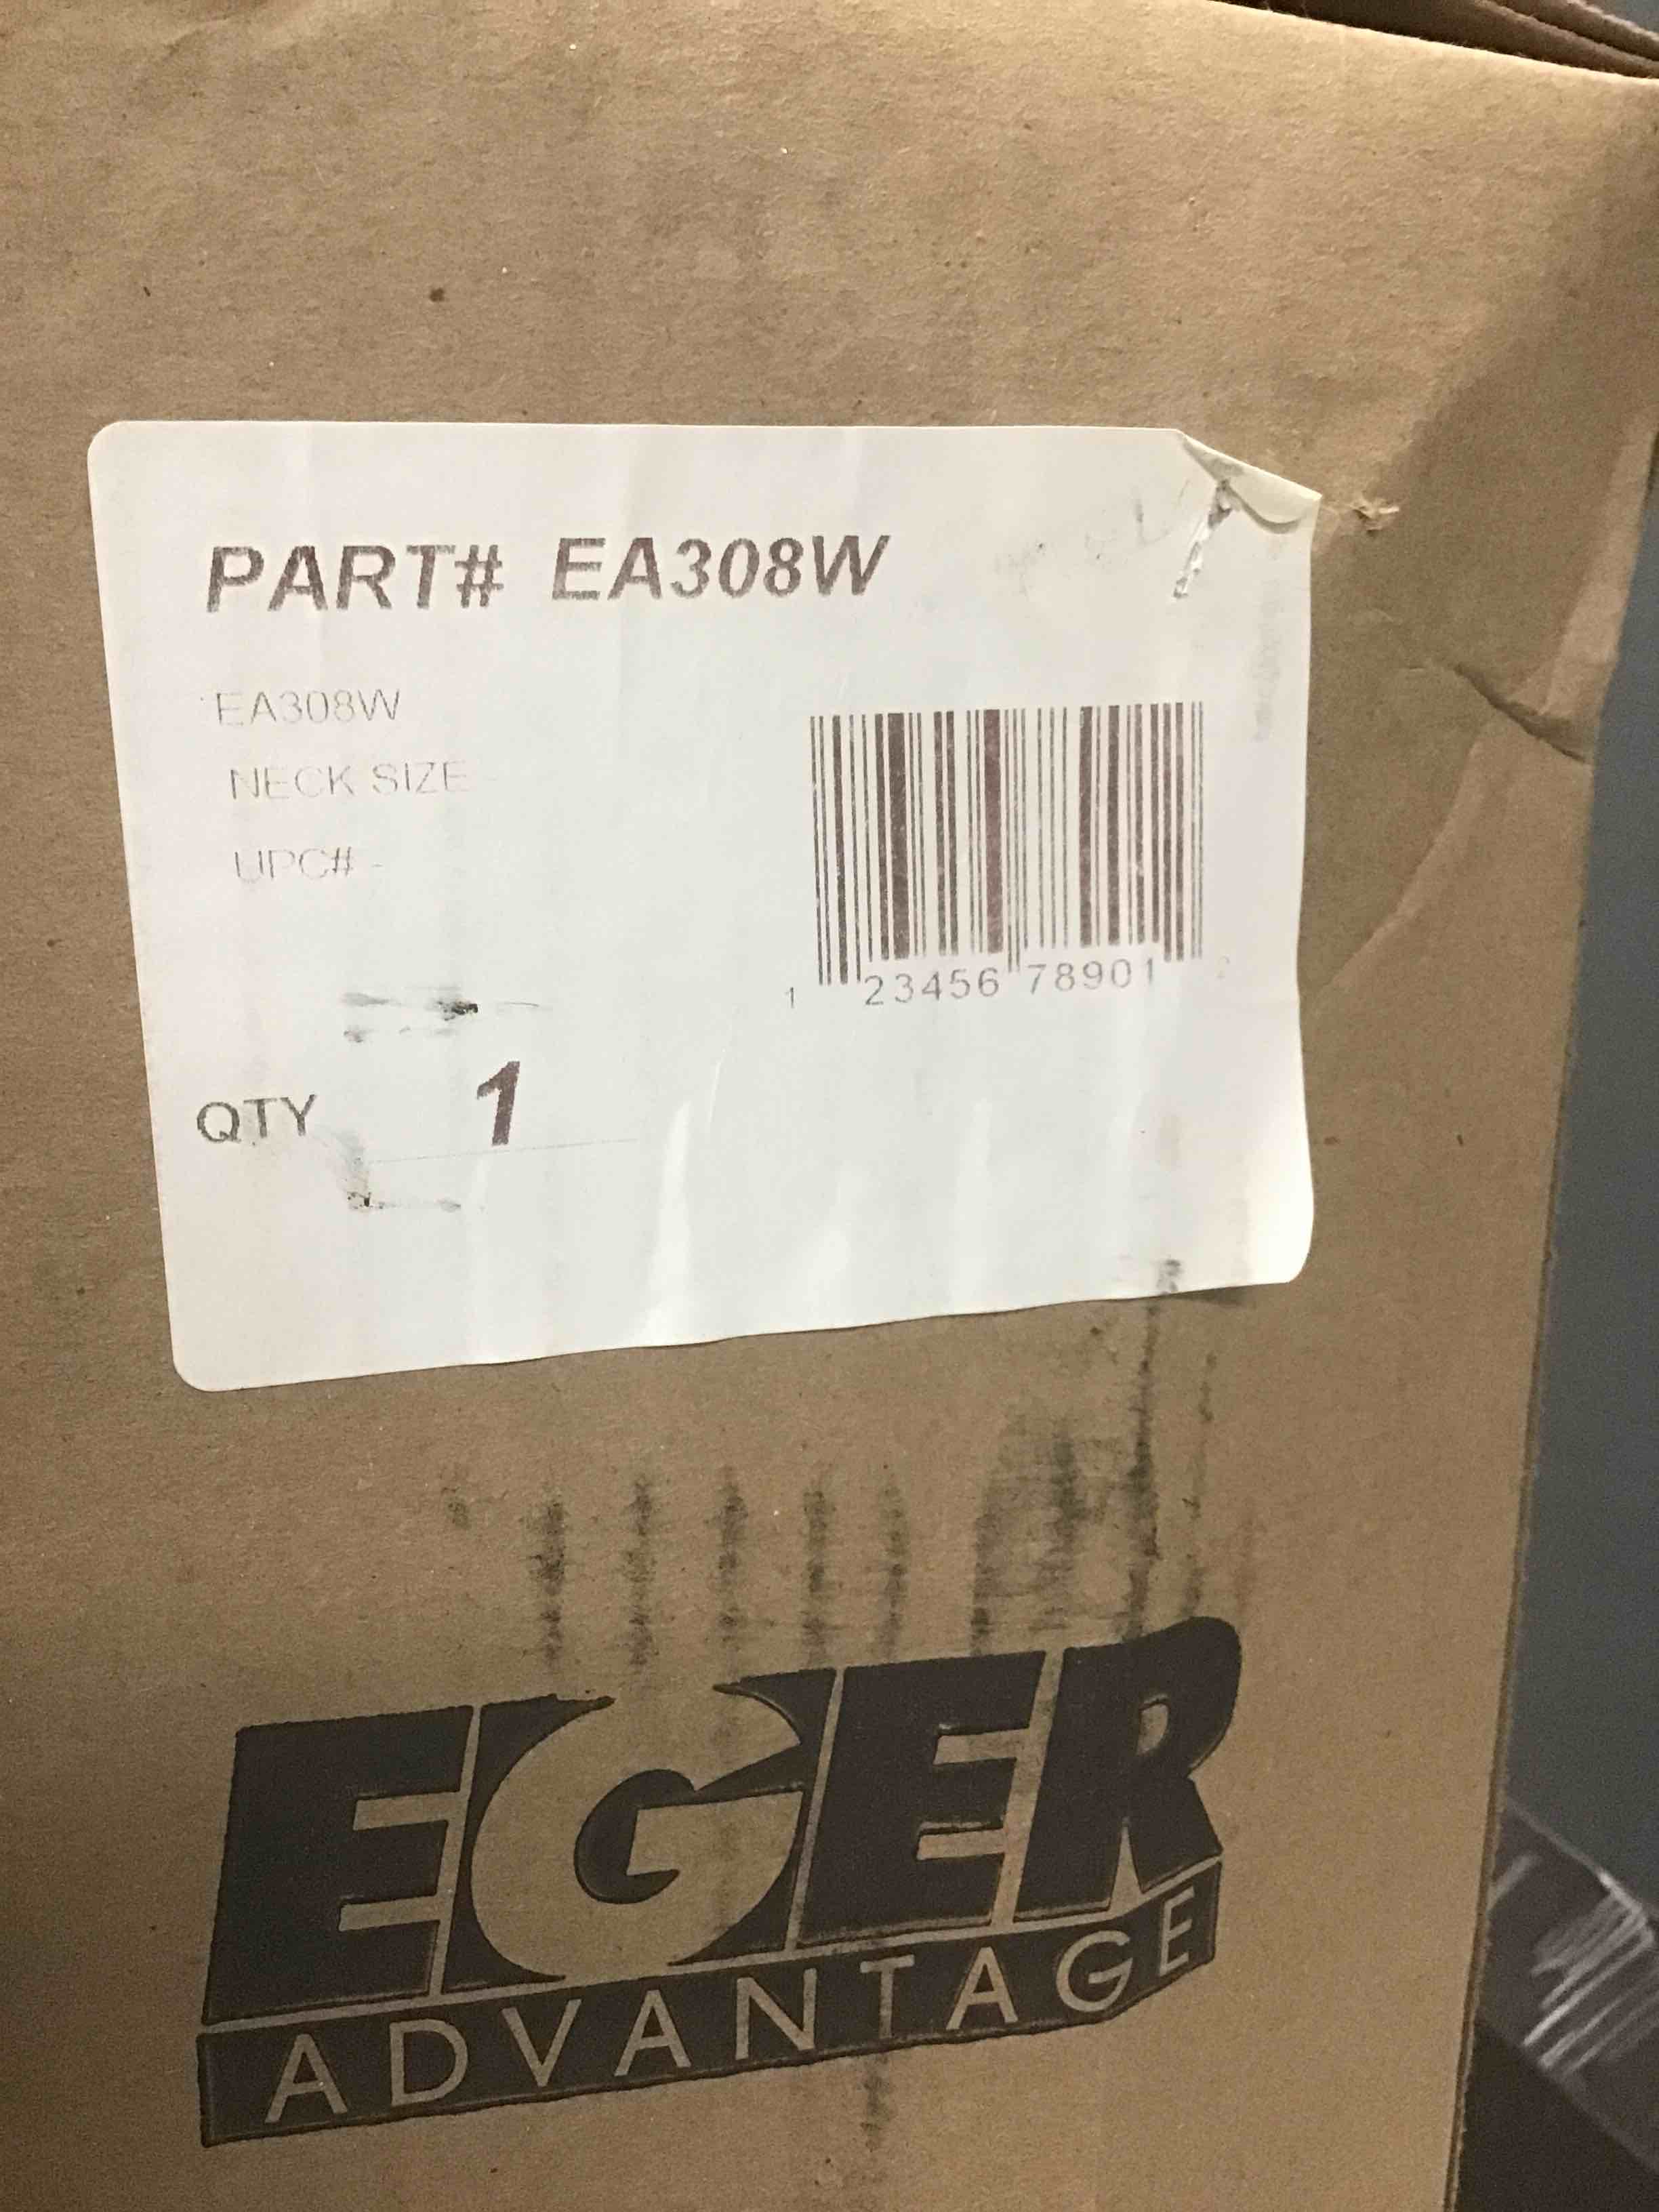 PART# EA308W
EA308W
NECK SIZE
UPC# -
1 23456 78901 2
QTY 1
EGER
ADVANTAGE